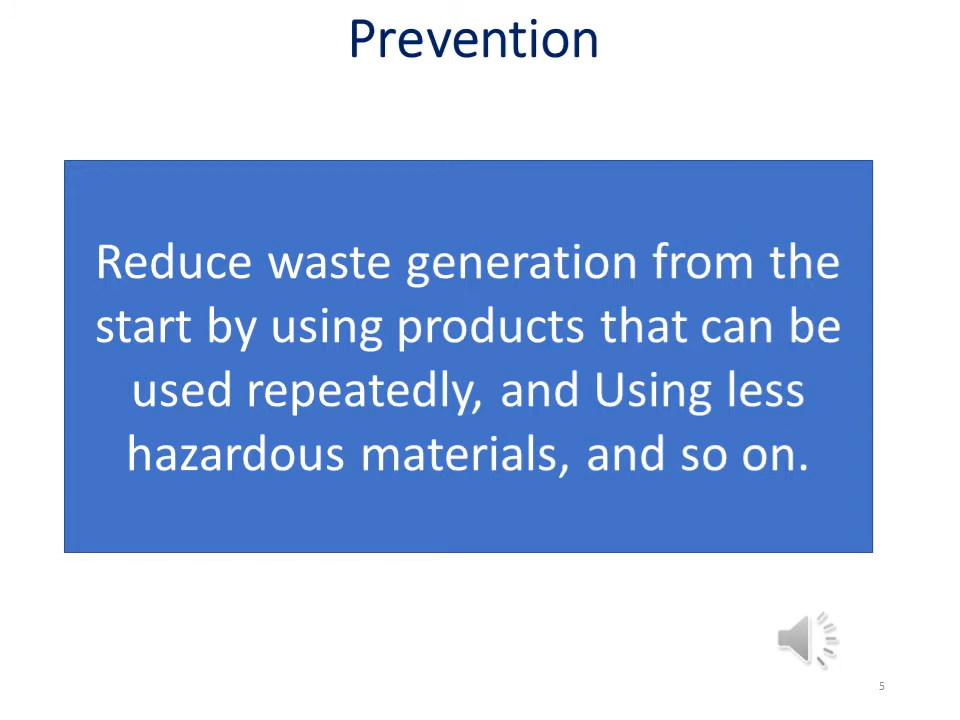 Prevention
Reduce waste generation from the
start by using products that can be
used repeatedly, and Using less
hazardous materials, and so on.
5